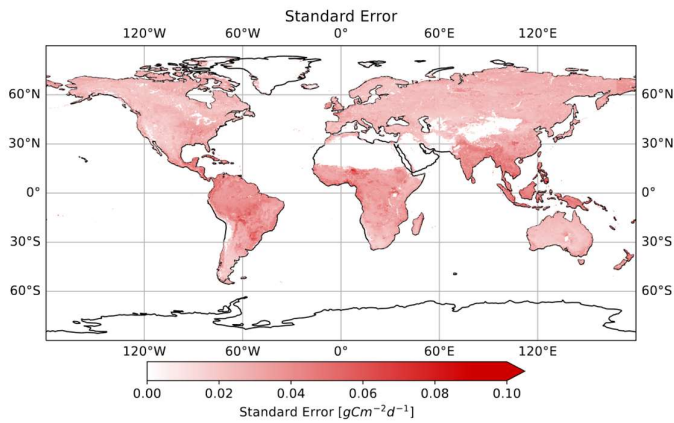 Standard Error
120°W 60°W 0° 60°E 120°E
60°N 60°N
30°N 30°N
0° 0°
30°S 30°S
60°S 60°S
120°W 60°W 0° 60°E 120°E
0.00 0.02 0.04 0.06 0.08 0.10
Standard Error [gCm⁻²d⁻¹]